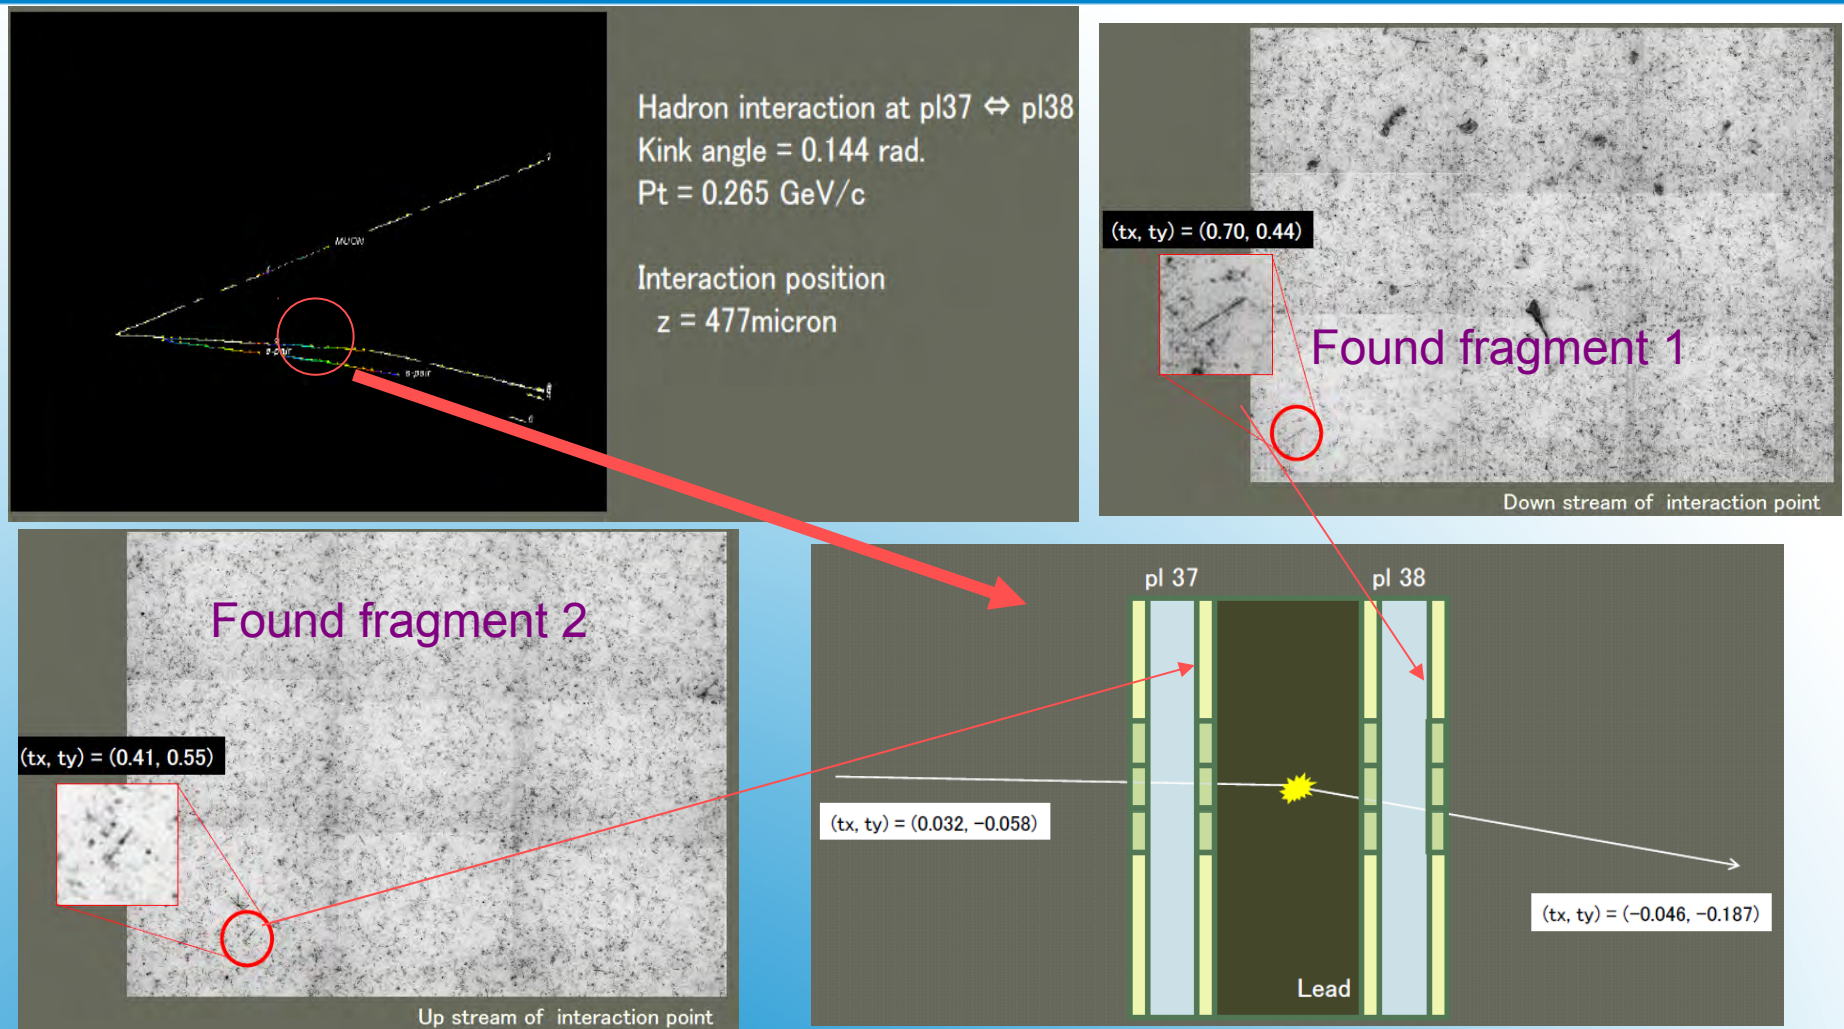 Hadron interaction at pl37 ⇔ pl38
Kink angle = 0.144 rad.
Pt = 0.265 GeV/c
Interaction position
z = 477micron
MUON
e-pair
e-pair
(tx, ty) = (0.70, 0.44)
Found fragment 1
Down stream of interaction point
Found fragment 2
(tx, ty) = (0.41, 0.55)
Up stream of interaction point
pl 37
pl 38
(tx, ty) = (0.032, −0.058)
(tx, ty) = (−0.046, −0.187)
Lead